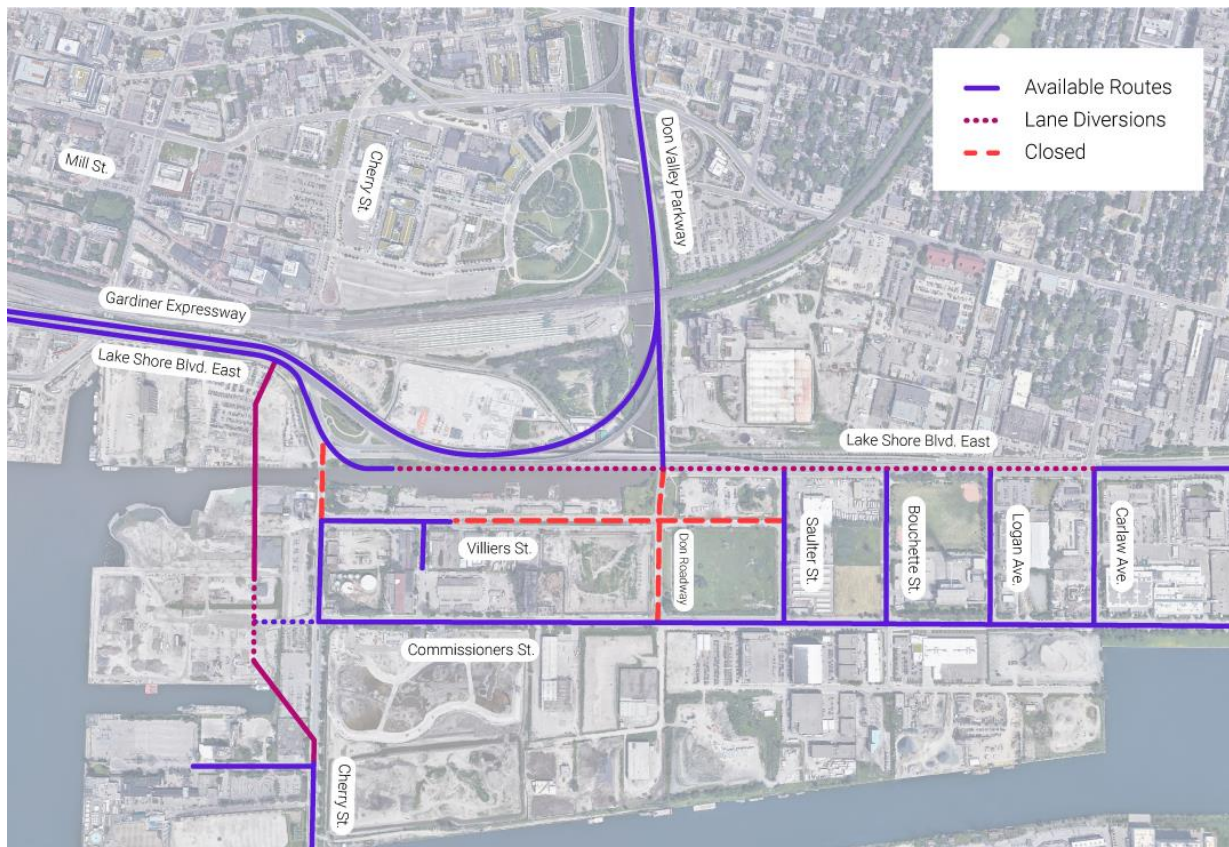 Available Routes
Lane Diversions
Closed
Mill St.
Cherry St.
Don Valley Parkway
Gardiner Expressway
Lake Shore Blvd. East
Lake Shore Blvd. East
Villiers St.
Don Roadway
Saulter St.
Bouchette St.
Logan Ave.
Carlaw Ave.
Commissioners St.
Cherry St.